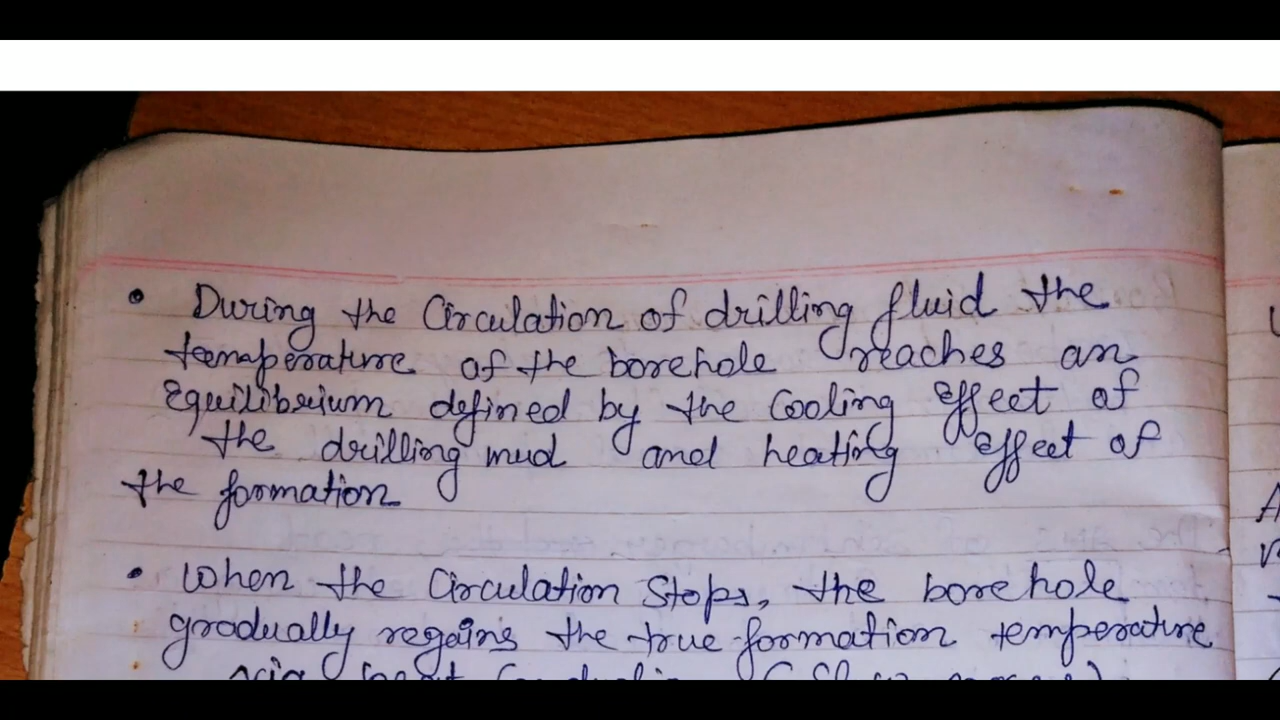 • During the Circulation of drilling fluid the
temperature of the borehole reaches an
Equilibrium defined by the Cooling effect of
the drilling mud and heating effect of
the formation
• When the Circulation Stops, the borehole
gradually regains the true formation temperature